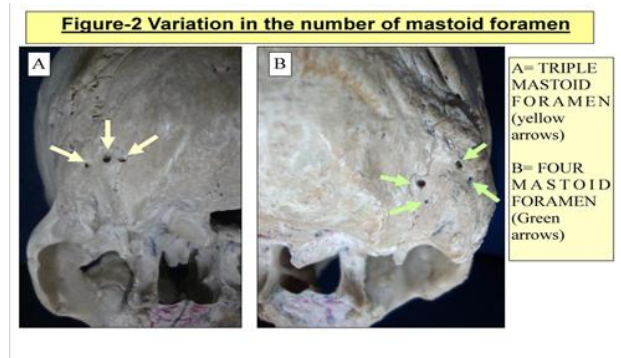 Figure-2 Variation in the number of mastoid foramen
A
B
A= TRIPLE
MASTOID
FORAMEN
(yellow
arrows)
B= FOUR
MASTOID
FORAMEN
(Green
arrows)